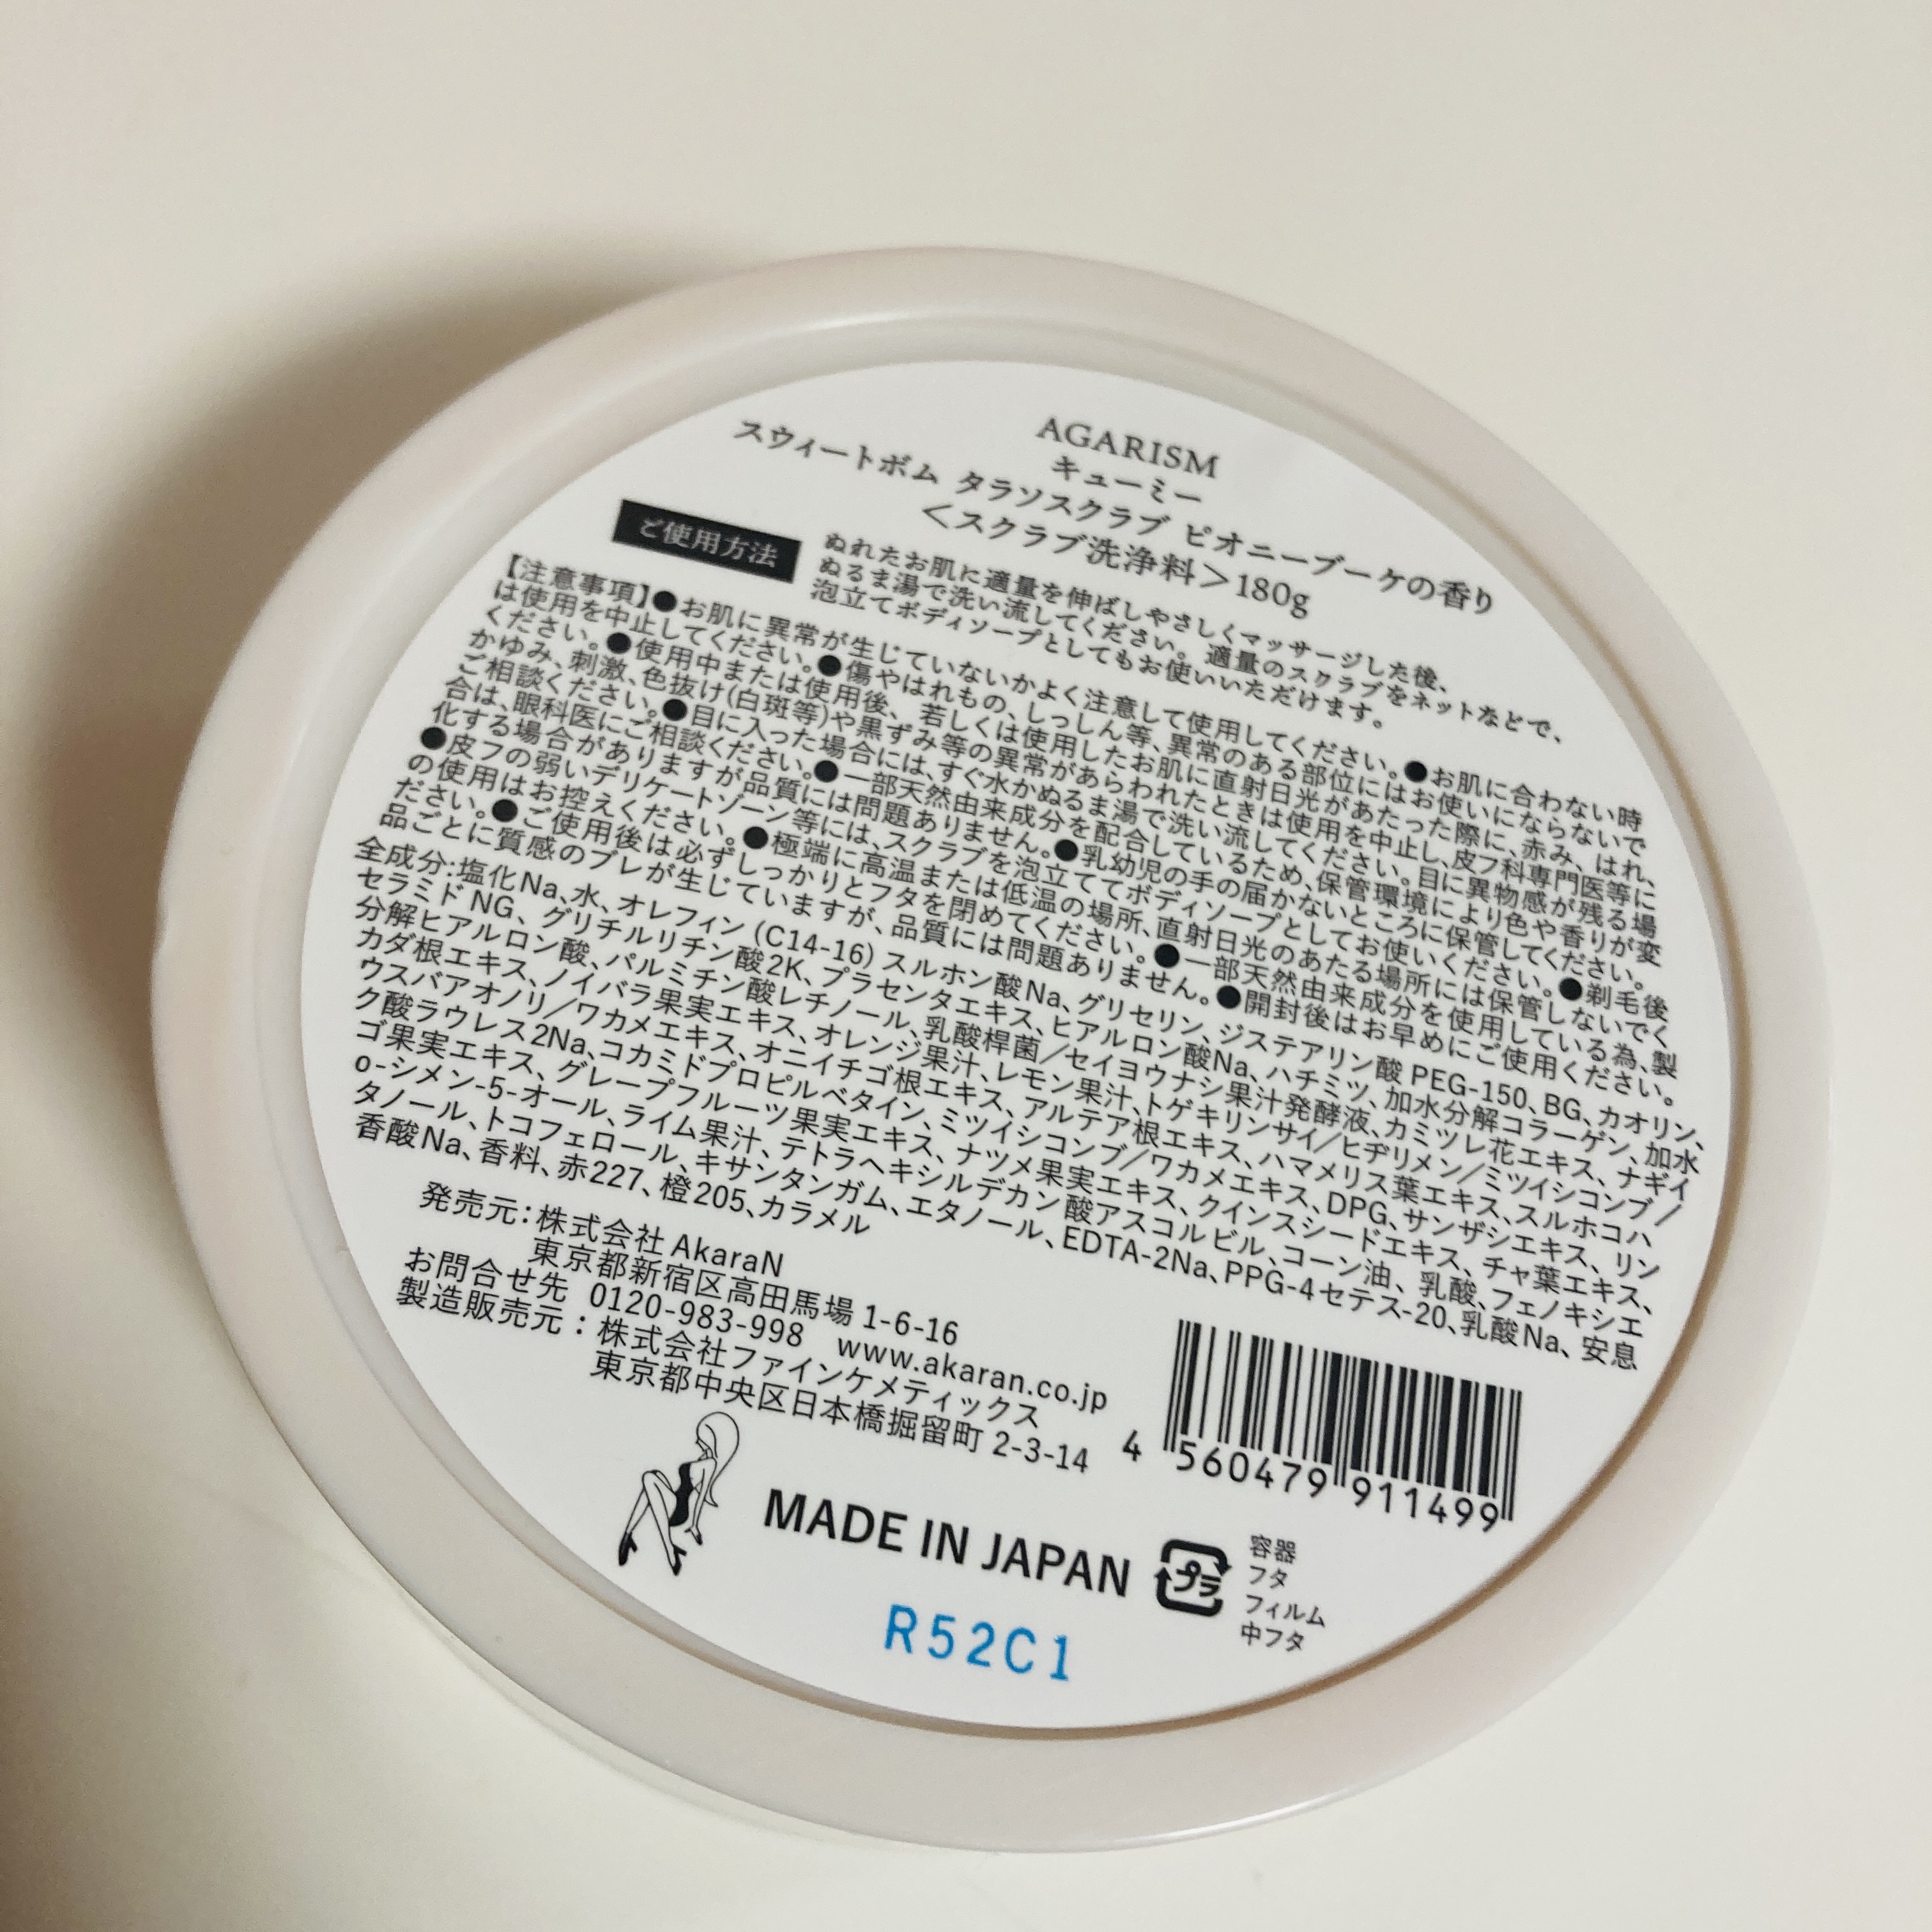 AGARISM
キューミー
スウィートボム タラソスクラブ ピオニーブーケの香り
＜スクラブ洗浄料＞180g
ご使用方法
ぬれたお肌に適量を伸ばしやさしくマッサージした後、
ぬるま湯で洗い流してください。適量のスクラブをネットなどで、
泡立てボディソープとしてもお使いいただけます。
【注意事項】●お肌に異常が生じていないかよく注意して使用してください。●お肌に合わない時
は使用を中止してください。●傷やはれもの、しっしん等、異常のある部位にはお使いにならないで
ください。●使用中または使用後、若しくは使用したお肌に直射日光があたった際に、赤み、はれ、
かゆみ、刺激、色抜け(白斑等)や黒ずみ等の異常があらわれたときは使用を中止し、皮フ科専門医等に
ご相談ください。●目に入った場合には、すぐ水かぬるま湯で洗い流してください。目に異物感が残る場
合は、眼科医にご相談ください。●一部天然由来成分を配合しているため、保管環境により色や香りが変
化する場合がありますが品質には問題ありません。●乳幼児の手の届かないところに保管してください。
●皮フの弱いデリケートゾーン等には、スクラブを泡立ててボディソープとしてお使いください。●剃毛後
の使用はお控えください。●極端に高温または低温の場所、直射日光のあたる場所には保管しないでく
ださい。●ご使用後は必ずしっかりとフタを閉めてください。●一部天然由来成分を使用している為、製
品ごとに質感のブレが生じていますが、品質には問題ありません。●開封後はお早めにご使用ください。
全成分:塩化Na、水、オレフィン(C14-16)スルホン酸Na、グリセリン、ジステアリン酸PEG-150、BG、カオリン、
セラミドNG、グリチルリチン酸2K、プラセンタエキス、ヒアルロン酸Na、ハチミツ、加水分解コラーゲン、加水
分解ヒアルロン酸、パルミチン酸レチノール、乳酸桿菌／セイヨウナシ果汁発酵液、カミツレ花エキス、ナギイ
カダ根エキス、ノイバラ果実エキス、オレンジ果汁、レモン果汁、トゲキリンサイ／ヒヂリメン／ミツイシコンブ／
ウスバアオノリ／ワカメエキス、オニイチゴ根エキス、アルテア根エキス、ハマメリス葉エキス、スルホコハ
ク酸ラウレス2Na、コカミドプロピルベタイン、ミツイシコンブ／ワカメエキス、DPG、サンザシエキス、リン
ゴ果実エキス、グレープフルーツ果実エキス、ナツメ果実エキス、クインスシードエキス、チャ葉エキス、
o-シメン-5-オール、ライム果汁、テトラヘキシルデカン酸アスコルビル、コーン油、乳酸、フェノキシエ
タノール、トコフェロール、キサンタンガム、エタノール、EDTA-2Na、PPG-4セテス-20、乳酸Na、安息
香酸Na、香料、赤227、橙205、カラメル
発売元:株式会社 AkaraN
東京都新宿区高田馬場 1-6-16
お問合せ先 0120-983-998 www.akaran.co.jp
製造販売元：株式会社ファインケメティックス
東京都中央区日本橋掘留町 2-3-14
4 560479 911499
MADE IN JAPAN
プラ
容器
フタ
フィルム
中フタ
R52C1